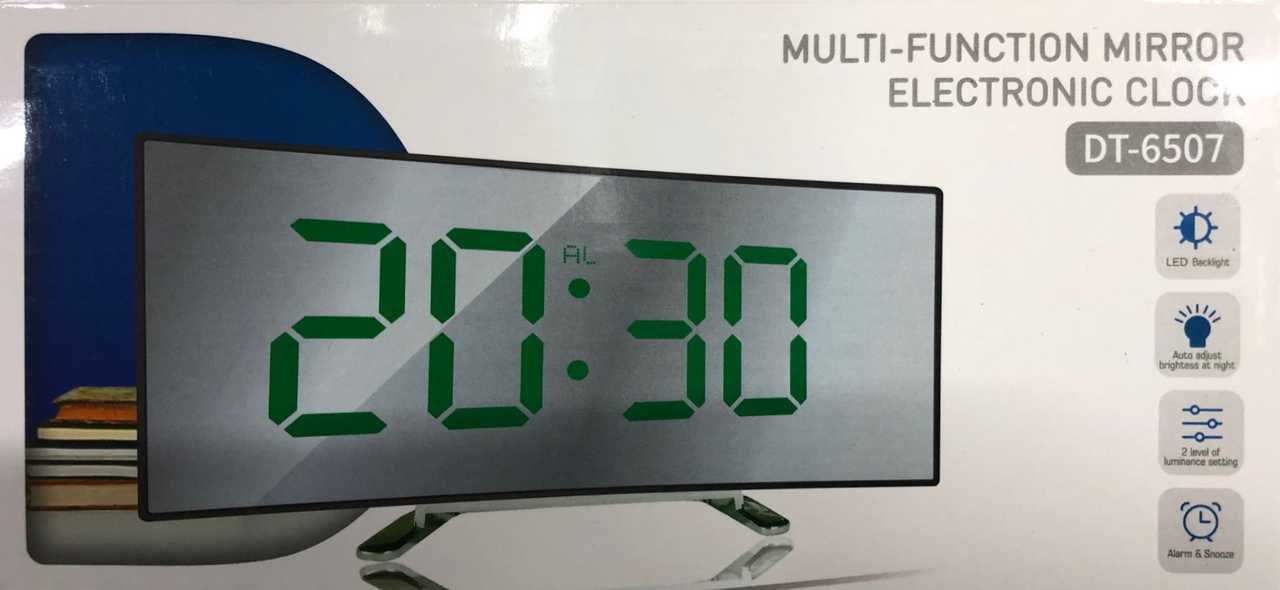 MULTI-FUNCTION MIRROR
ELECTRONIC CLOCK
DT-6507
AL
20:30
LED Backlight
Auto adjust
brightess at night
2 level of
luminance setting
Alarm & Snooze